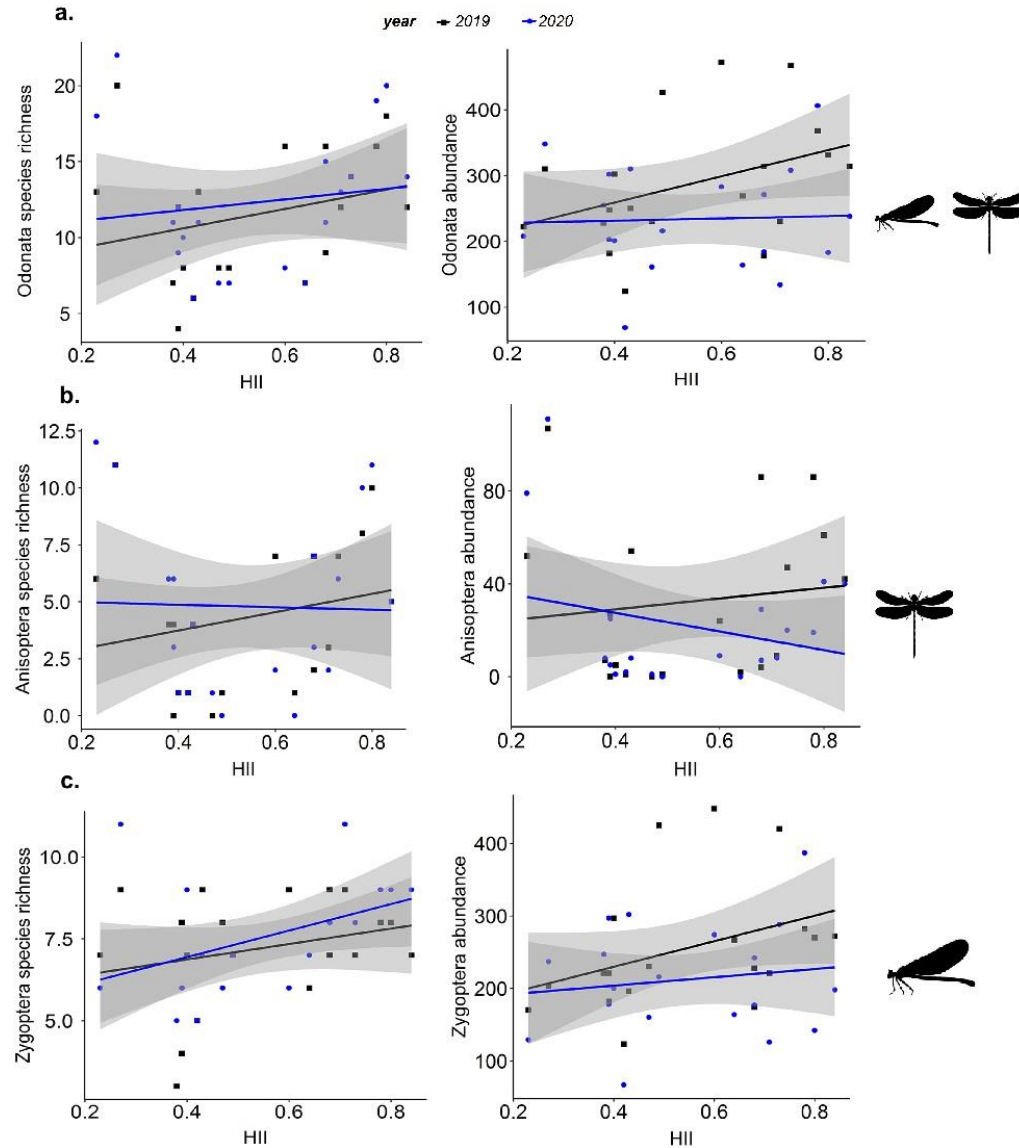 a.
year 2019 2020
Odonata species richness
20
15
10
5
0.2 0.4 0.6 0.8
HII
Odonata abundance
400
300
200
100
0.2 0.4 0.6 0.8
HII
b.
Anisoptera species richness
12.5
10.0
7.5
5.0
2.5
0.0
0.2 0.4 0.6 0.8
HII
Anisoptera abundance
80
40
0
0.2 0.4 0.6 0.8
HII
c.
Zygoptera species richness
10.0
7.5
5.0
0.2 0.4 0.6 0.8
HII
Zygoptera abundance
400
300
200
100
0.2 0.4 0.6 0.8
HII